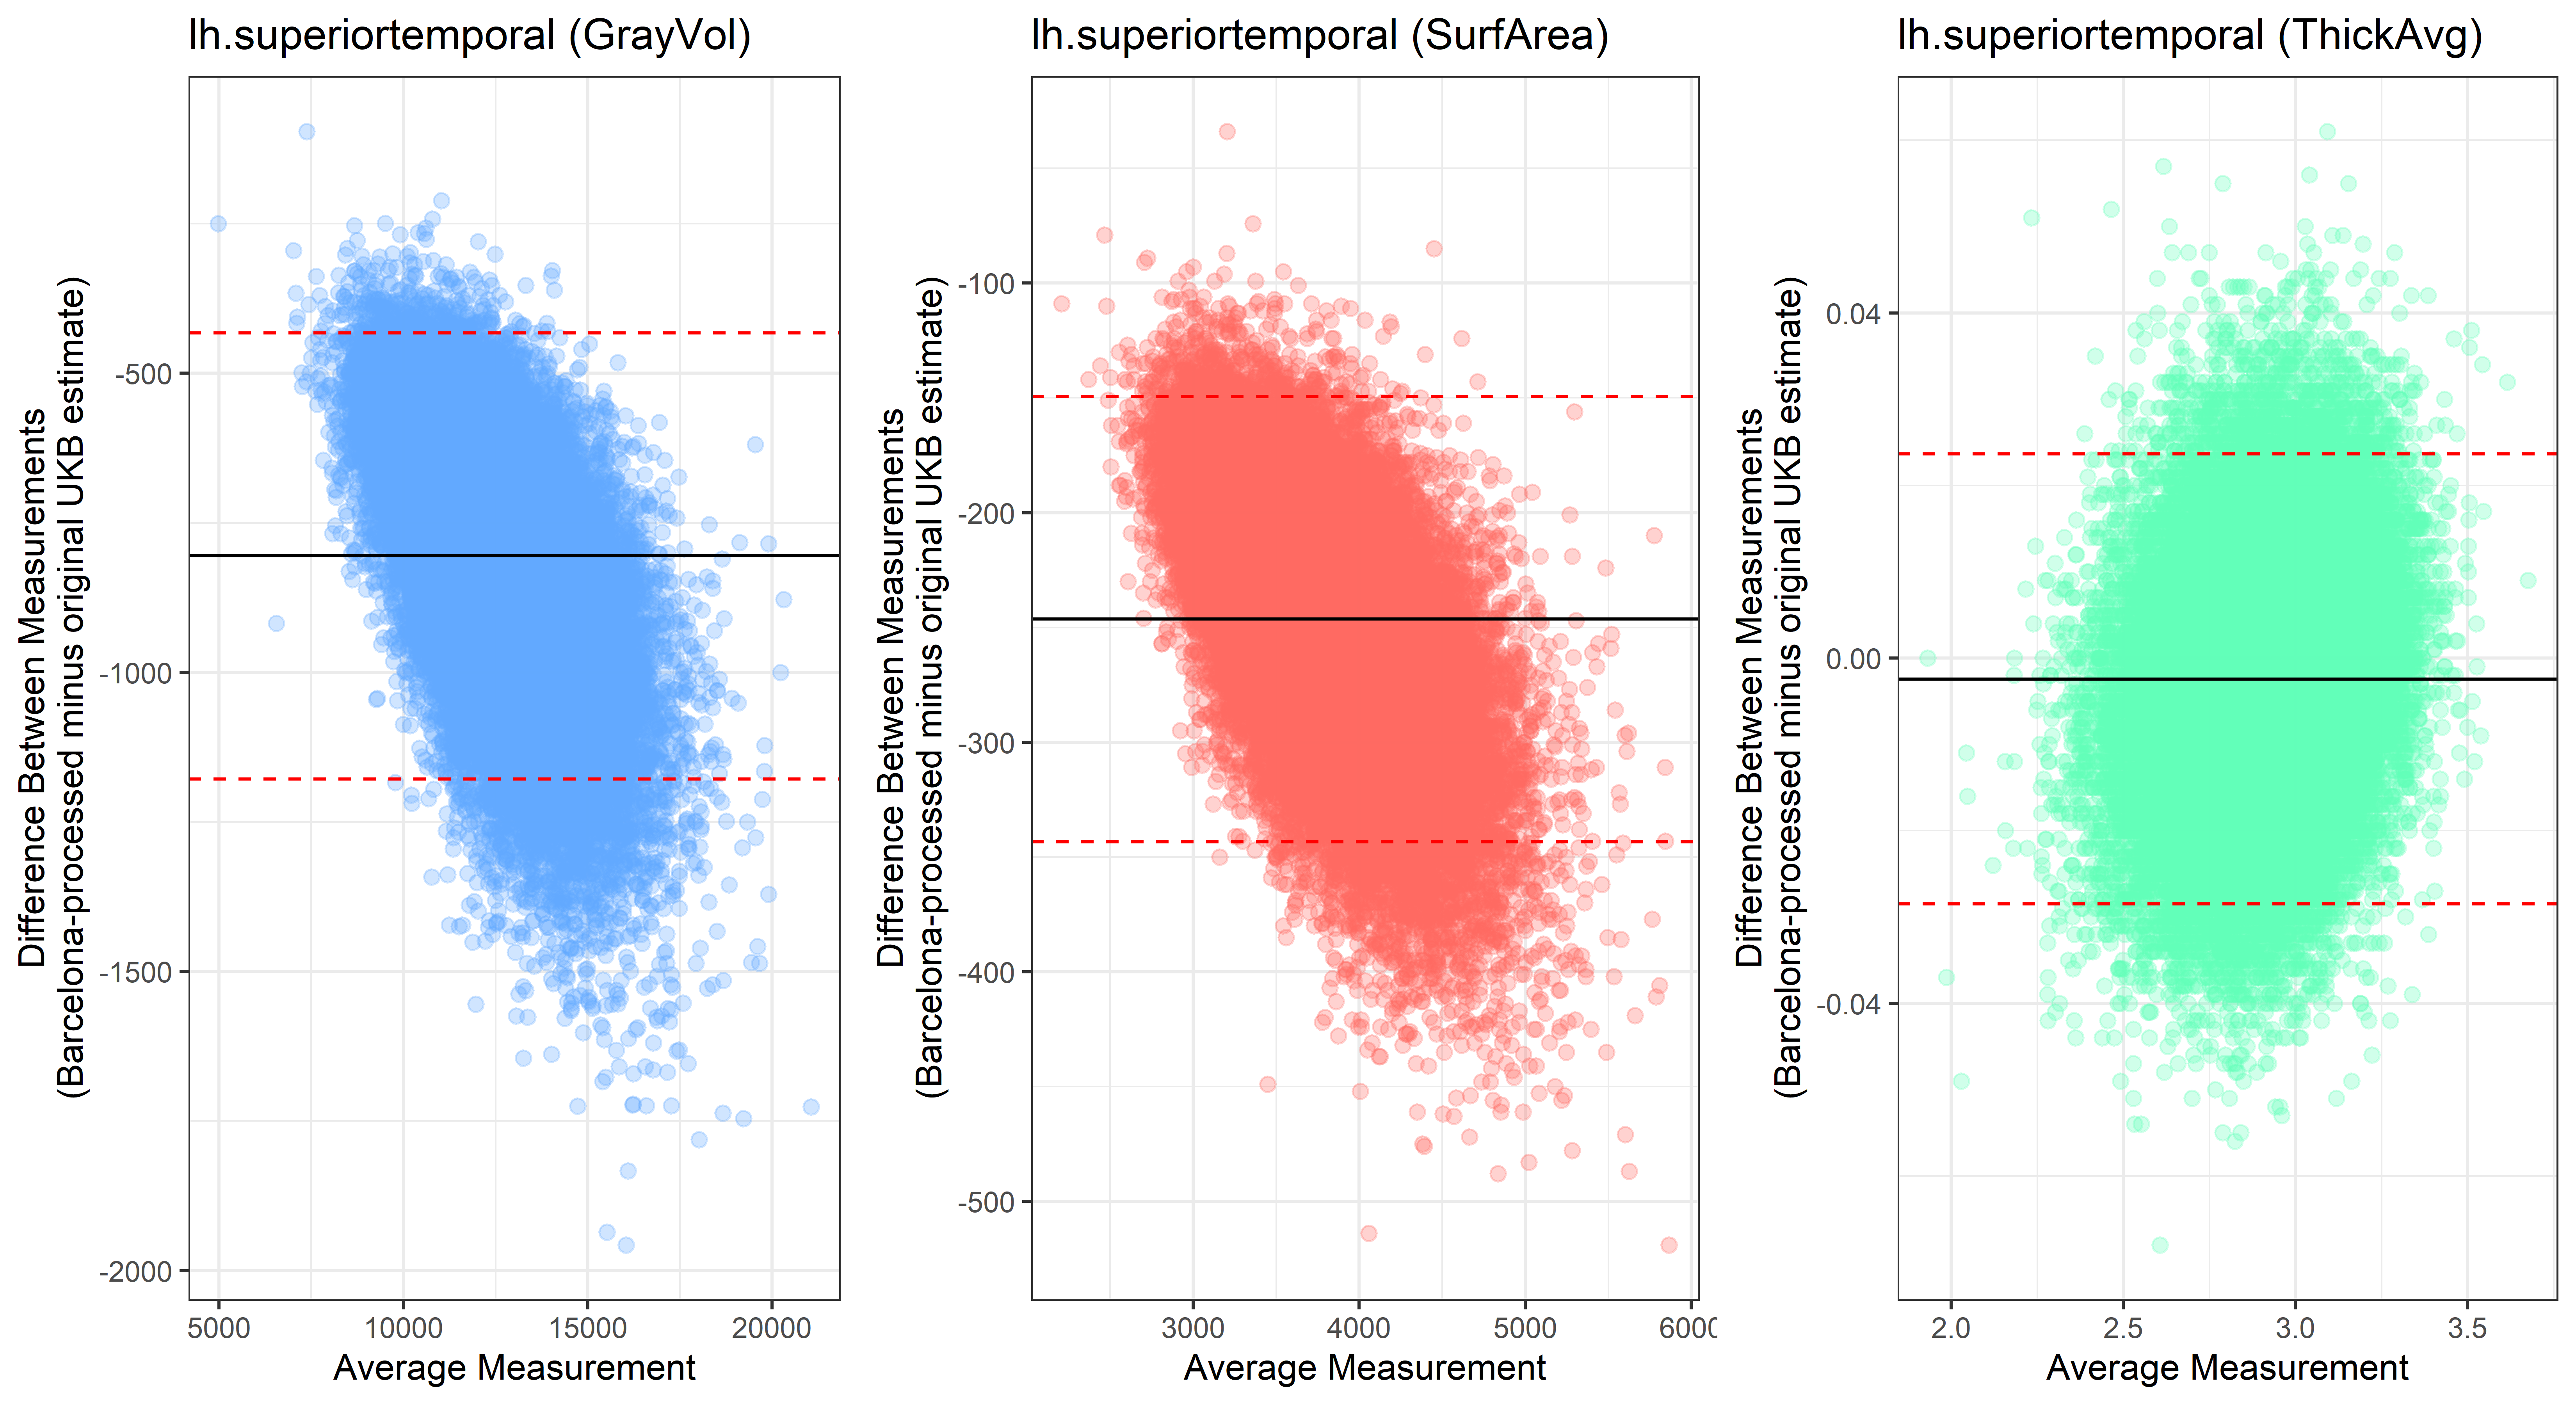 lh.superiortemporal (GrayVol)
Difference Between Measurements
(Barcelona-processed minus original UKB estimate)
-500
-1000
-1500
-2000
5000 10000 15000 20000
Average Measurement
lh.superiortemporal (SurfArea)
Difference Between Measurements
(Barcelona-processed minus original UKB estimate)
-100
-200
-300
-400
-500
3000 4000 5000 6000
Average Measurement
lh.superiortemporal (ThickAvg)
Difference Between Measurements
(Barcelona-processed minus original UKB estimate)
0.04
0.00
-0.04
2.0 2.5 3.0 3.5
Average Measurement